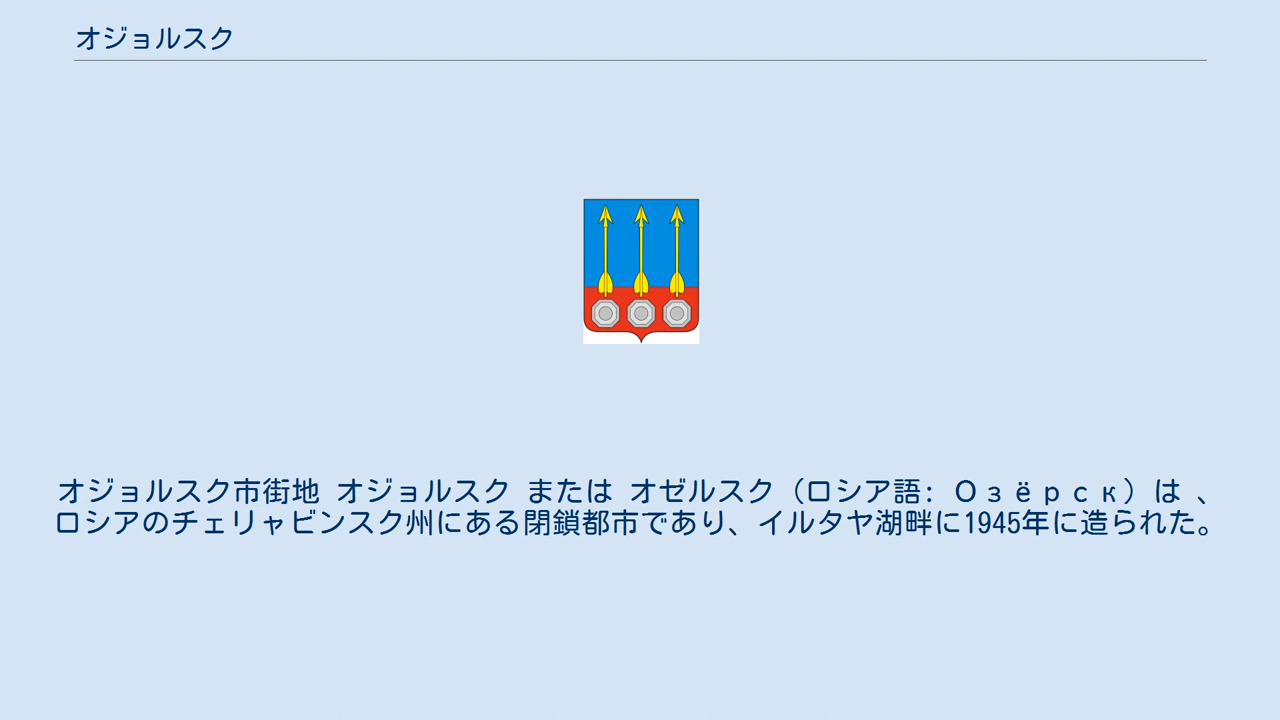 オジョルスク
オジョルスク市街地 オジョルスク または オゼルスク（ロシア語: Озёрск）は 、
ロシアのチェリャビンスク州にある閉鎖都市であり、イルタヤ湖畔に1945年に造られた。